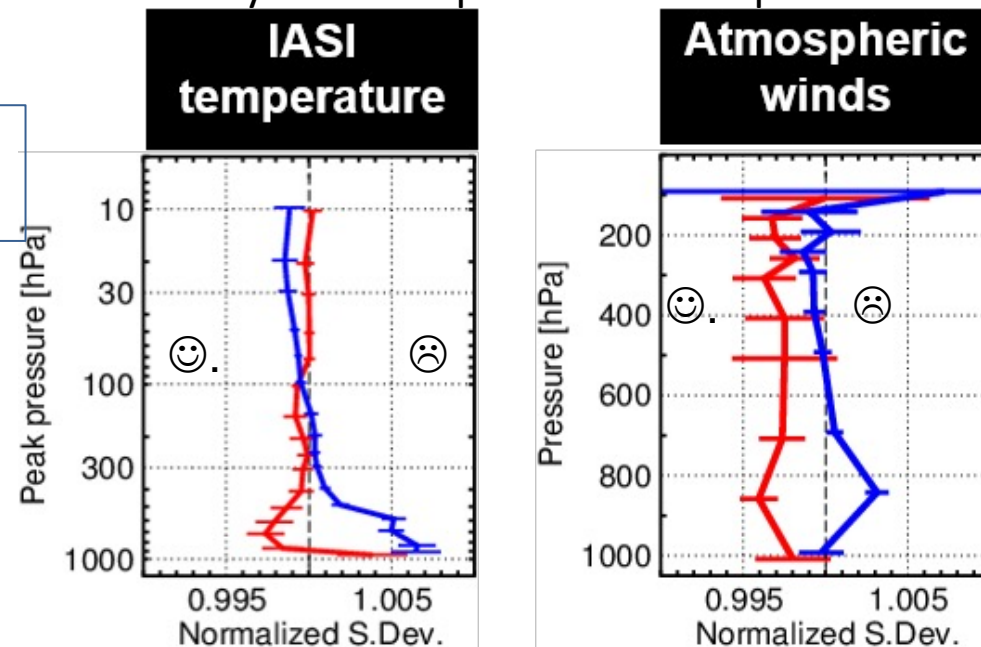 IASI
temperature
Peak pressure [hPa]
10
30
100
300
1000
☺.
☹
0.995 1.005
Normalized S.Dev.
Atmospheric
winds
Pressure [hPa]
200
400
600
800
1000
☺.
☹
0.995 1.005
Normalized S.Dev.